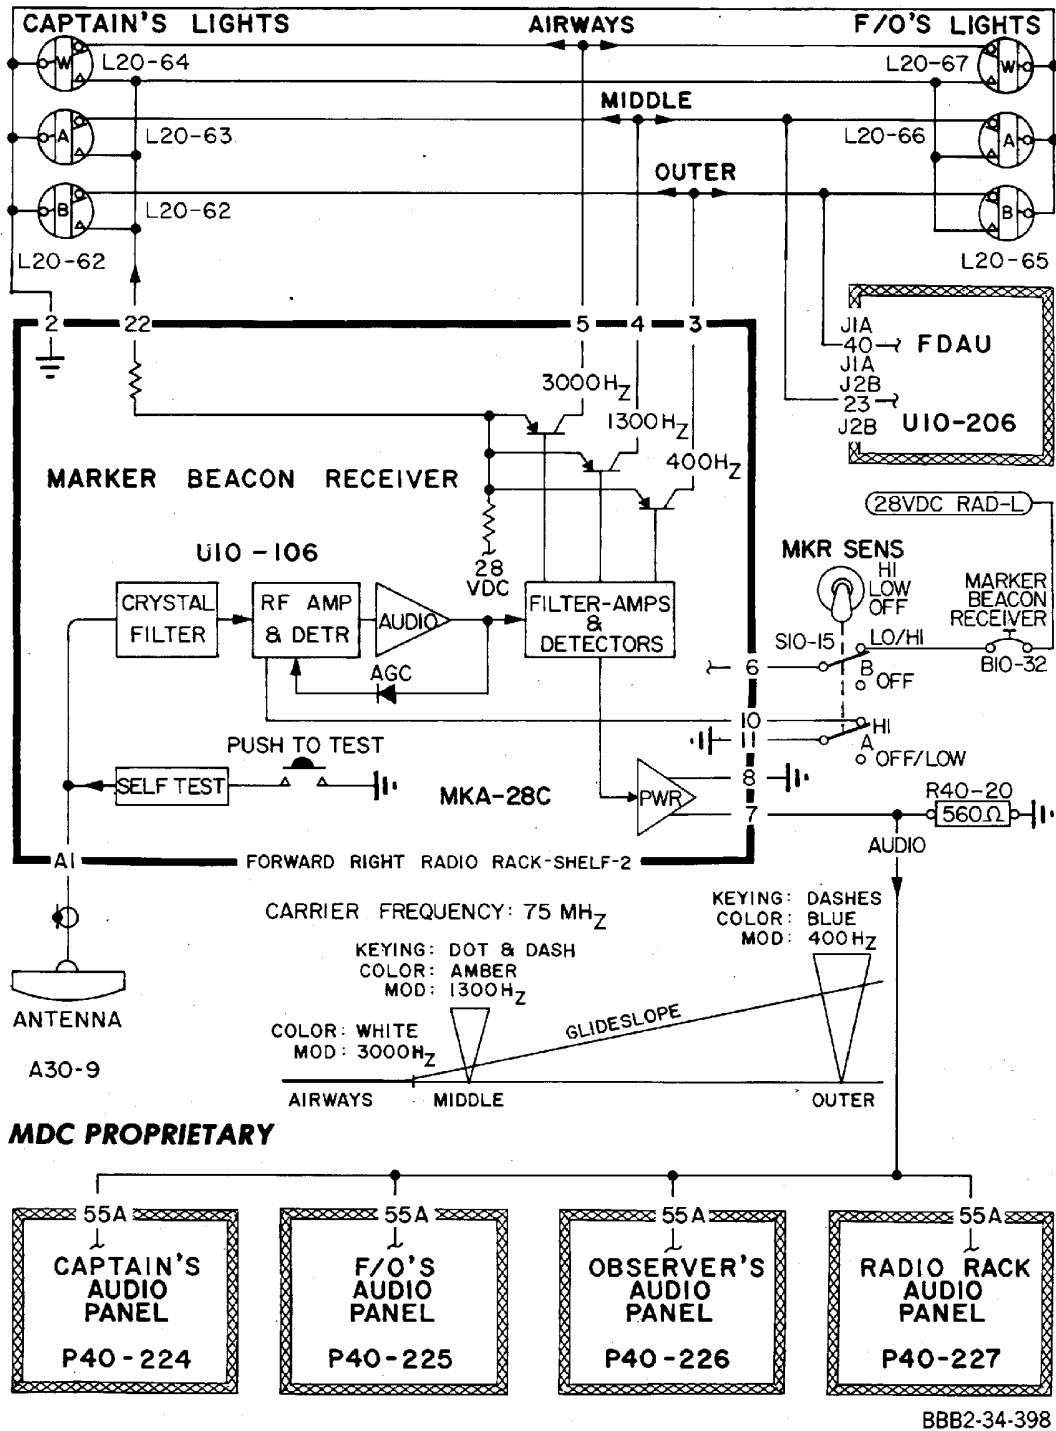 CAPTAIN'S LIGHTS
AIRWAYS
F/O'S LIGHTS
W
L20-64
L20-67
W
MIDDLE
A
L20-63
L20-66
A
OUTER
B
L20-62
B
L20-62
L20-65
2
22
5
4
3
J1A
40
J1A
J2B
23
J2B
FDAU
U10-206
3000HZ
1300HZ
400HZ
MARKER BEACON RECEIVER
28VDC RAD-L
U10-106
28
VDC
MKR SENS
HI
LOW
OFF
MARKER
BEACON
RECEIVER
CRYSTAL
FILTER
RF AMP
& DETR
AUDIO
FILTER-AMPS
&
DETECTORS
S10-15
LO/HI
B10-32
AGC
6
B
OFF
10
HI
11
A
OFF/LOW
PUSH TO TEST
SELF TEST
MKA-28C
PWR
8
7
R40-20
560Ω
AUDIO
A1
FORWARD RIGHT RADIO RACK-SHELF-2
CARRIER FREQUENCY: 75 MHZ
KEYING: DASHES
COLOR: BLUE
MOD: 400HZ
KEYING: DOT & DASH
COLOR: AMBER
MOD: 1300HZ
GLIDESLOPE
COLOR: WHITE
MOD: 3000HZ
ANTENNA
A30-9
AIRWAYS
MIDDLE
OUTER
MDC PROPRIETARY
55A
CAPTAIN'S
AUDIO
PANEL
P40-224
55A
F/O'S
AUDIO
PANEL
P40-225
55A
OBSERVER'S
AUDIO
PANEL
P40-226
55A
RADIO RACK
AUDIO
PANEL
P40-227
BBB2-34-398